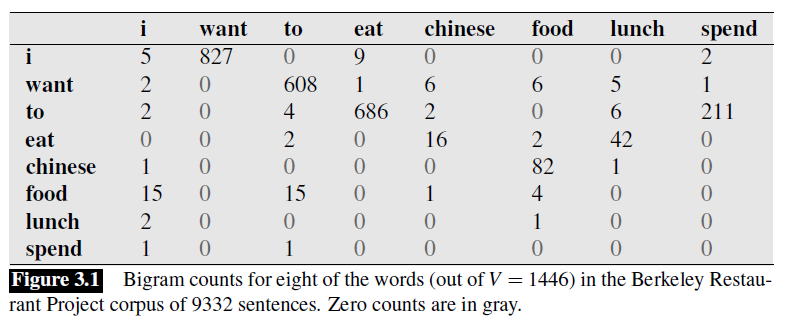 i want to eat chinese food lunch spend
i 5 827 0 9 0 0 0 2
want 2 0 608 1 6 6 5 1
to 2 0 4 686 2 0 6 211
eat 0 0 2 0 16 2 42 0
chinese 1 0 0 0 0 82 1 0
food 15 0 15 0 1 4 0 0
lunch 2 0 0 0 0 1 0 0
spend 1 0 1 0 0 0 0 0
Figure 3.1 Bigram counts for eight of the words (out of V = 1446) in the Berkeley Restau-
rant Project corpus of 9332 sentences. Zero counts are in gray.